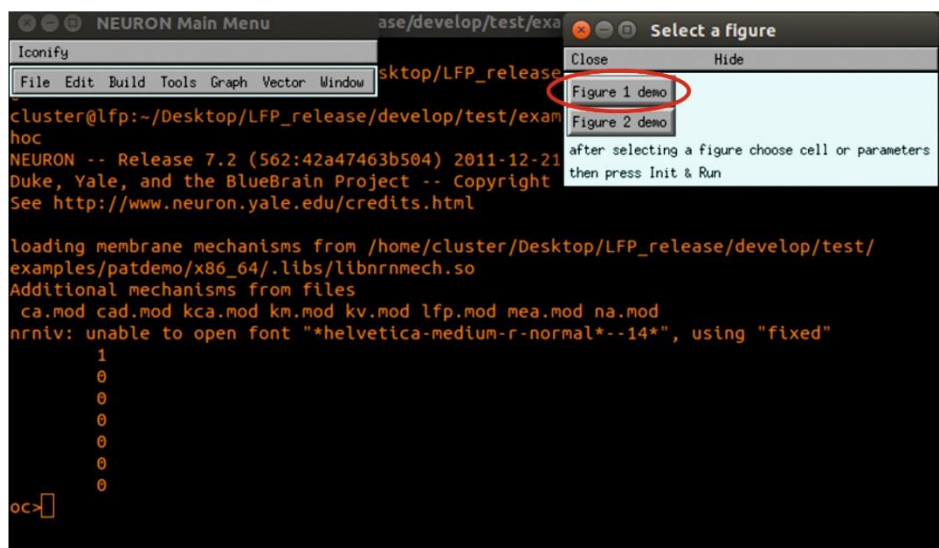 NEURON Main Menu
Iconify
File Edit Build Tools Graph Vector Window
ase/develop/test/exa
Select a figure
Close Hide
Figure 1 demo
Figure 2 demo
after selecting a figure choose cell or parameters
then press Init & Run
sktop/LFP_release
cluster@lfp:~/Desktop/LFP_release/develop/test/exam
hoc
NEURON -- Release 7.2 (562:42a47463b504) 2011-12-21
Duke, Yale, and the BlueBrain Project -- Copyright
See http://www.neuron.yale.edu/credits.html
loading membrane mechanisms from /home/cluster/Desktop/LFP_release/develop/test/
examples/patdemo/x86_64/.libs/libnrnmech.so
Additional mechanisms from files
ca.mod cad.mod kca.mod km.mod kv.mod lfp.mod mea.mod na.mod
nrniv: unable to open font "*helvetica-medium-r-normal*--14*", using "fixed"
1
0
0
0
0
0
0
oc>